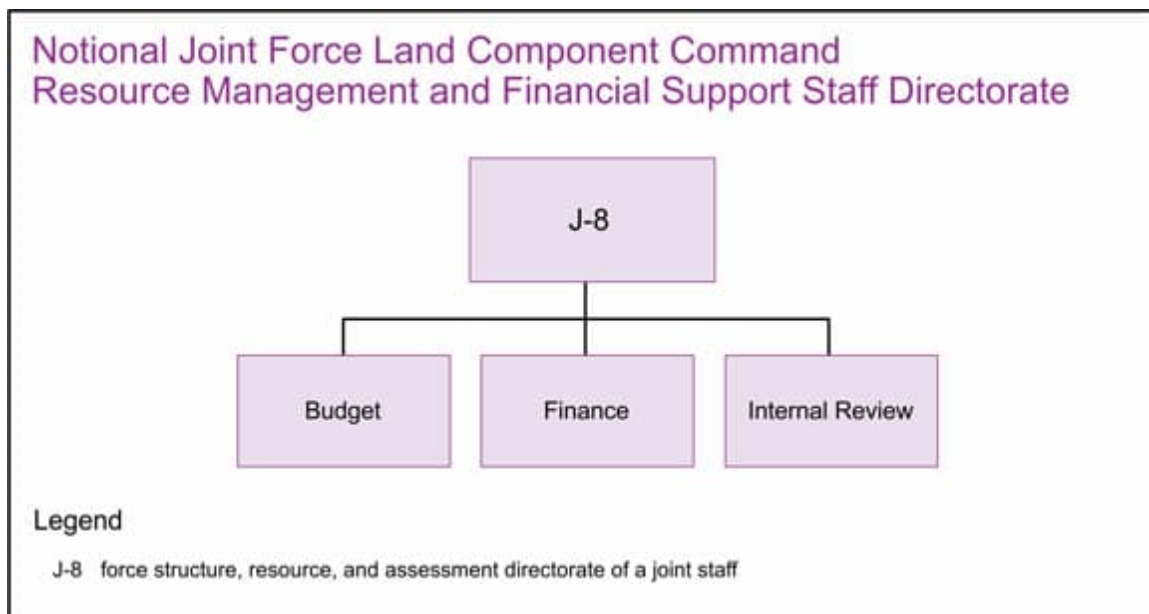 Notional Joint Force Land Component Command
Resource Management and Financial Support Staff Directorate
J-8
Budget
Finance
Internal Review
Legend
J-8 force structure, resource, and assessment directorate of a joint staff